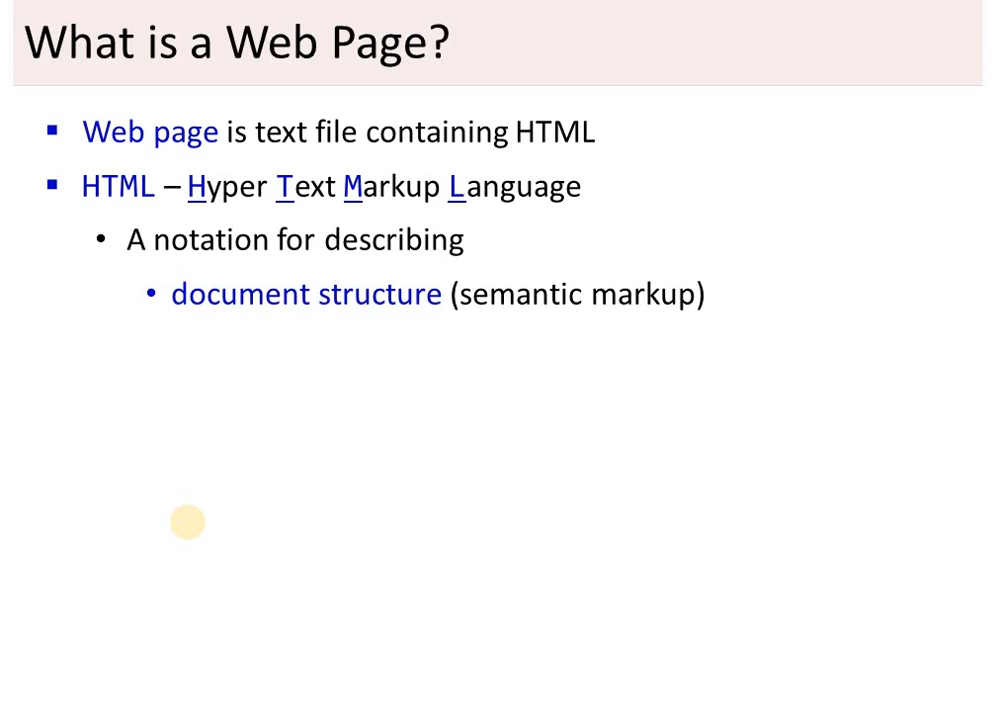 What is a Web Page?
Web page is text file containing HTML
HTML – Hyper Text Markup Language
A notation for describing
document structure (semantic markup)